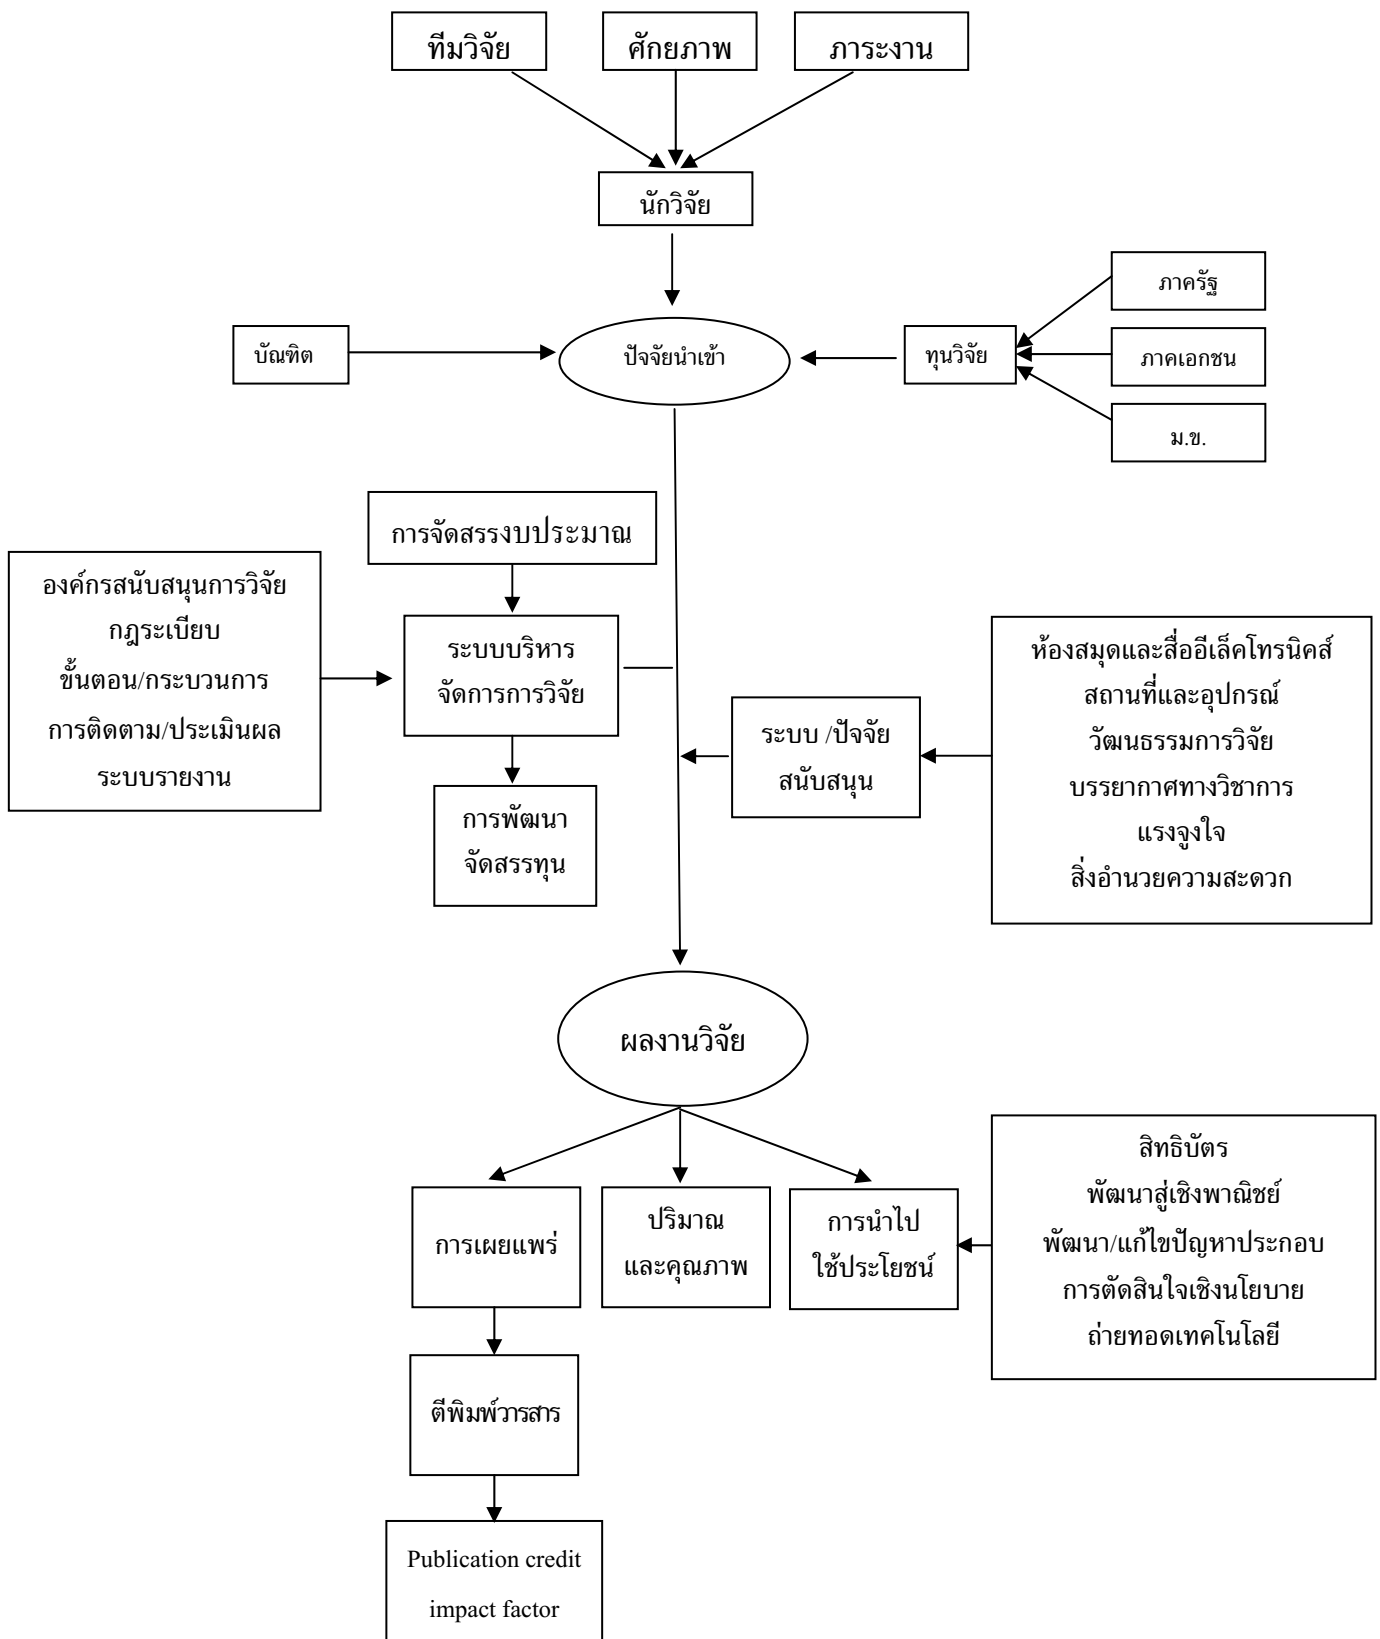 ทีมวิจัย
ศักยภาพ
ภาระงาน
นักวิจัย
บัณฑิต
ปัจจัยนำเข้า
ทุนวิจัย
ภาครัฐ
ภาคเอกชน
ม.ข.
การจัดสรรงบประมาณ
องค์กรสนับสนุนการวิจัย
กฎระเบียบ
ขั้นตอน/กระบวนการ
การติดตาม/ประเมินผล
ระบบรายงาน
ระบบบริหาร
จัดการการวิจัย
การพัฒนา
จัดสรรทุน
ระบบ /ปัจจัย
สนับสนุน
ห้องสมุดและสื่ออีเล็คโทรนิคส์
สถานที่และอุปกรณ์
วัฒนธรรมการวิจัย
บรรยากาศทางวิชาการ
แรงจูงใจ
สิ่งอำนวยความสะดวก
ผลงานวิจัย
การเผยแพร่
ปริมาณ
และคุณภาพ
การนำไป
ใช้ประโยชน์
สิทธิบัตร
พัฒนาสู่เชิงพาณิชย์
พัฒนา/แก้ไขปัญหาประกอบ
การตัดสินใจเชิงนโยบาย
ถ่ายทอดเทคโนโลยี
ตีพิมพ์วารสาร
Publication credit
impact factor